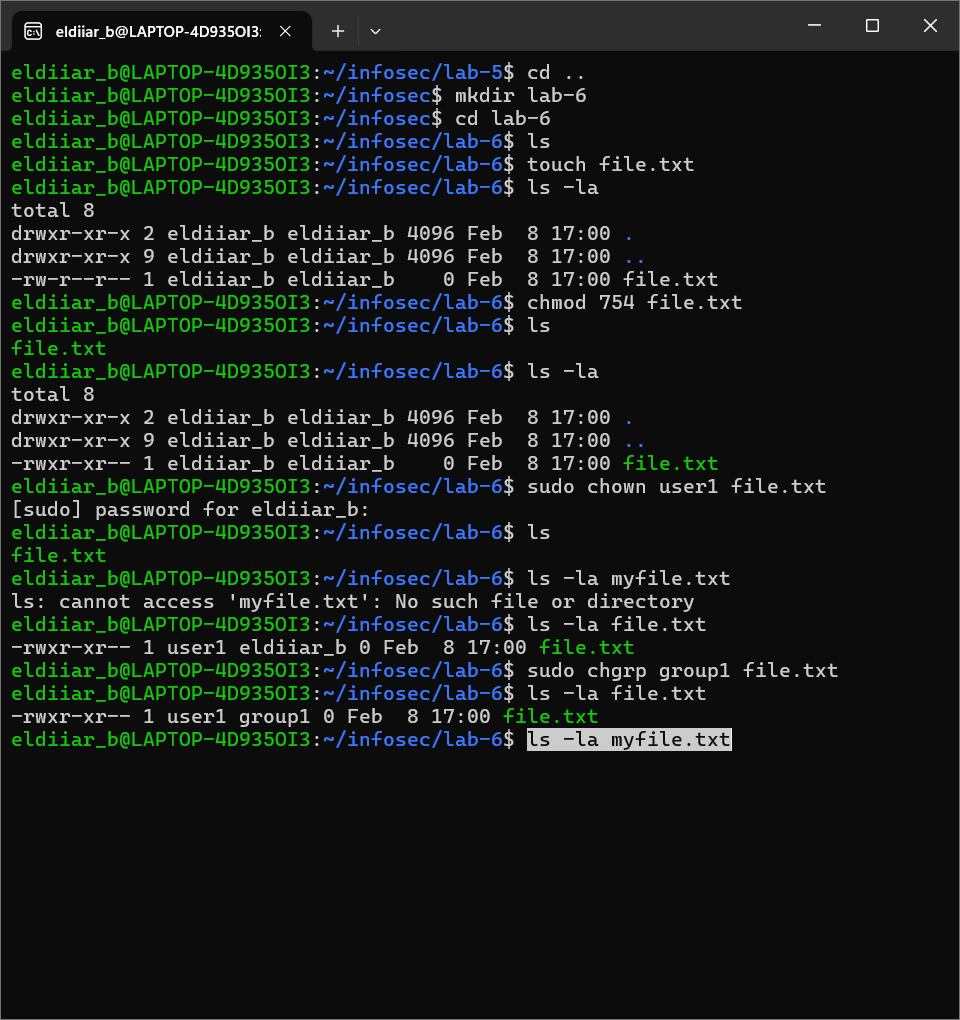 eldiiar_b@LAPTOP-4D935OI3:
eldiiar_b@LAPTOP-4D935OI3:~/infosec/lab-5$ cd ..
eldiiar_b@LAPTOP-4D935OI3:~/infosec$ mkdir lab-6
eldiiar_b@LAPTOP-4D935OI3:~/infosec$ cd lab-6
eldiiar_b@LAPTOP-4D935OI3:~/infosec/lab-6$ ls
eldiiar_b@LAPTOP-4D935OI3:~/infosec/lab-6$ touch file.txt
eldiiar_b@LAPTOP-4D935OI3:~/infosec/lab-6$ ls -la
total 8
drwxr-xr-x 2 eldiiar_b eldiiar_b 4096 Feb  8 17:00 .
drwxr-xr-x 9 eldiiar_b eldiiar_b 4096 Feb  8 17:00 ..
-rw-r--r-- 1 eldiiar_b eldiiar_b    0 Feb  8 17:00 file.txt
eldiiar_b@LAPTOP-4D935OI3:~/infosec/lab-6$ chmod 754 file.txt
eldiiar_b@LAPTOP-4D935OI3:~/infosec/lab-6$ ls
file.txt
eldiiar_b@LAPTOP-4D935OI3:~/infosec/lab-6$ ls -la
total 8
drwxr-xr-x 2 eldiiar_b eldiiar_b 4096 Feb  8 17:00 .
drwxr-xr-x 9 eldiiar_b eldiiar_b 4096 Feb  8 17:00 ..
-rwxr-xr-- 1 eldiiar_b eldiiar_b    0 Feb  8 17:00 file.txt
eldiiar_b@LAPTOP-4D935OI3:~/infosec/lab-6$ sudo chown user1 file.txt
[sudo] password for eldiiar_b:
eldiiar_b@LAPTOP-4D935OI3:~/infosec/lab-6$ ls
file.txt
eldiiar_b@LAPTOP-4D935OI3:~/infosec/lab-6$ ls -la myfile.txt
ls: cannot access 'myfile.txt': No such file or directory
eldiiar_b@LAPTOP-4D935OI3:~/infosec/lab-6$ ls -la file.txt
-rwxr-xr-- 1 user1 eldiiar_b 0 Feb  8 17:00 file.txt
eldiiar_b@LAPTOP-4D935OI3:~/infosec/lab-6$ sudo chgrp group1 file.txt
eldiiar_b@LAPTOP-4D935OI3:~/infosec/lab-6$ ls -la file.txt
-rwxr-xr-- 1 user1 group1 0 Feb  8 17:00 file.txt
eldiiar_b@LAPTOP-4D935OI3:~/infosec/lab-6$ ls -la myfile.txt